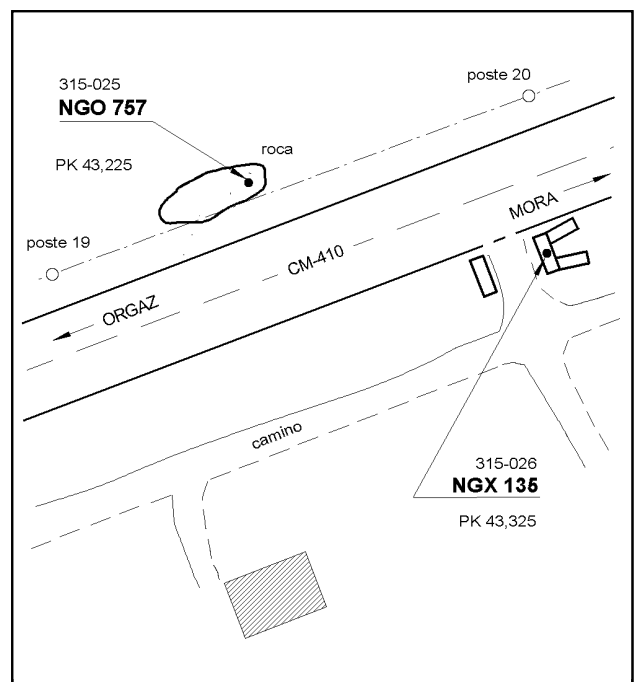 poste 20
315-025
NGO 757
PK 43,225
roca
MORA
poste 19
CM-410
ORGAZ
camino
315-026
NGX 135
PK 43,325